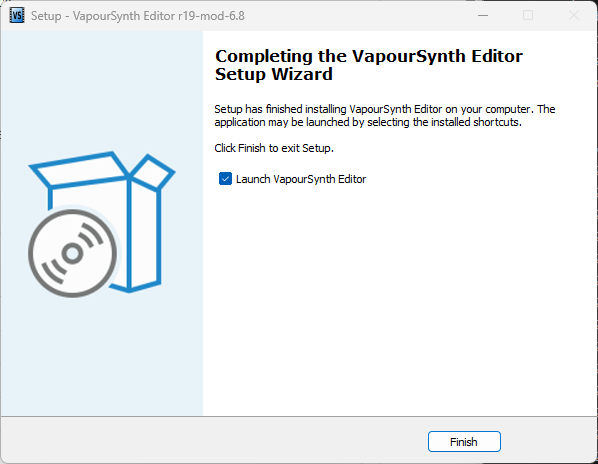 VS Setup - VapourSynth Editor r19-mod-6.8
Completing the VapourSynth Editor
Setup Wizard
Setup has finished installing VapourSynth Editor on your computer. The
application may be launched by selecting the installed shortcuts.
Click Finish to exit Setup.
Launch VapourSynth Editor
Finish